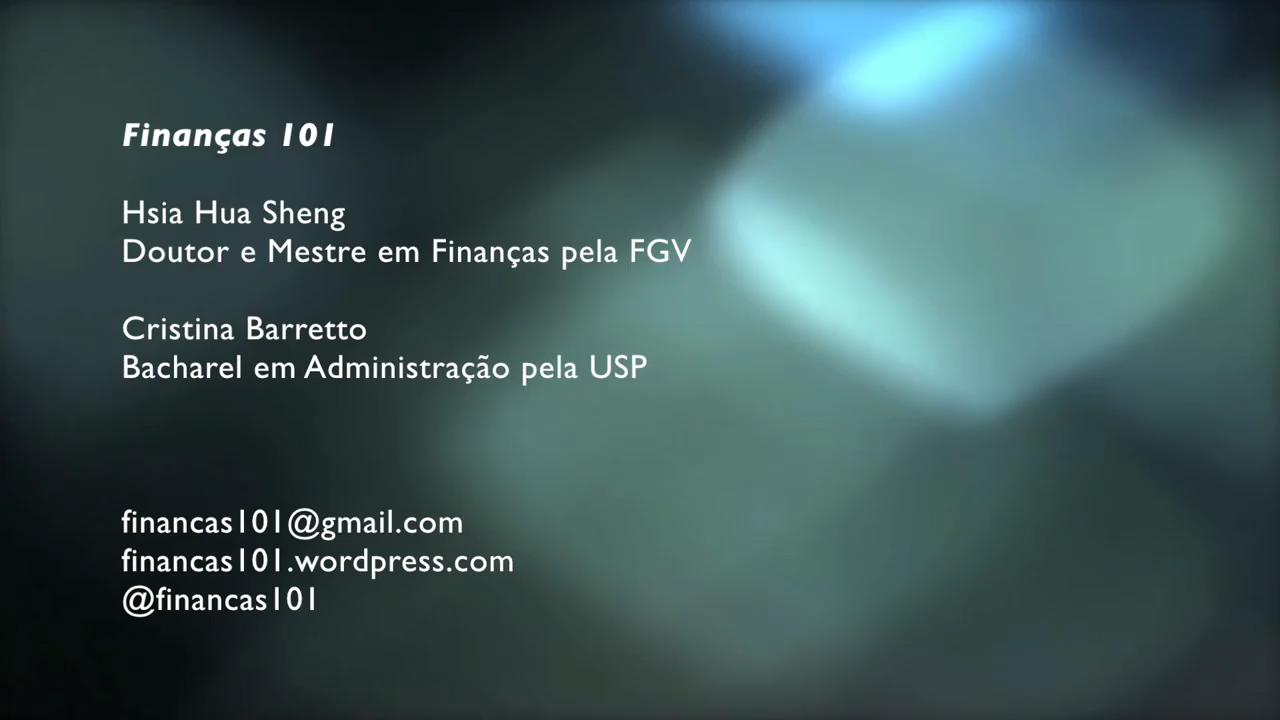 Finanças 101
Hsia Hua Sheng
Doutor e Mestre em Finanças pela FGV
Cristina Barretto
Bacharel em Administração pela USP
financas101@gmail.com
financas101.wordpress.com
@financas101